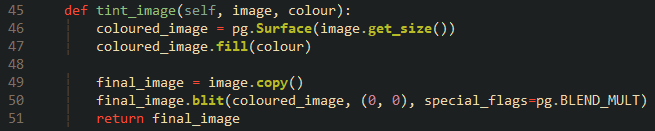 45 def tint_image(self, image, colour):
46 coloured_image = pg.Surface(image.get_size())
47 coloured_image.fill(colour)
48
49 final_image = image.copy()
50 final_image.blit(coloured_image, (0, 0), special_flags=pg.BLEND_MULT)
51 return final_image